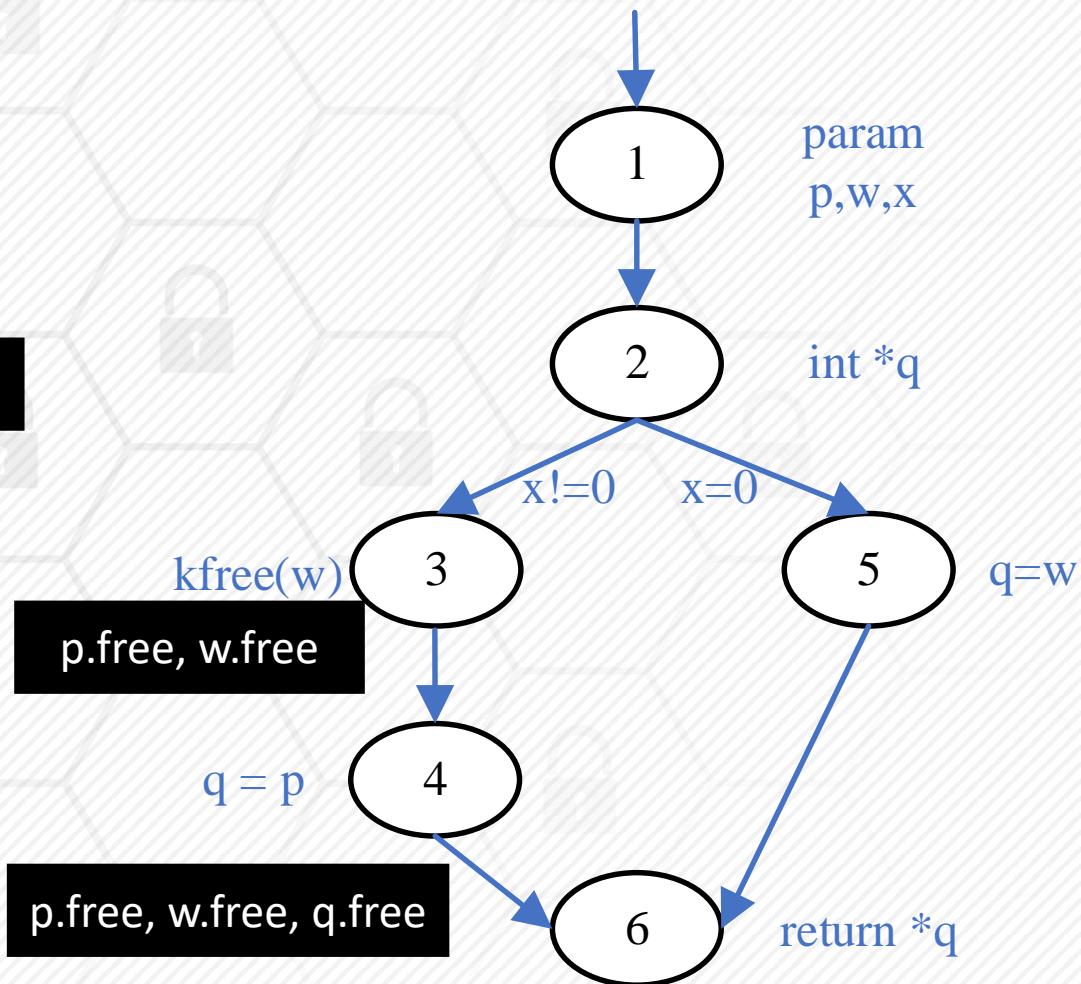 1
param
p,w,x
2
int *q
x!=0
x=0
kfree(w)
3
5
q=w
p.free, w.free
q = p
4
p.free, w.free, q.free
6
return *q